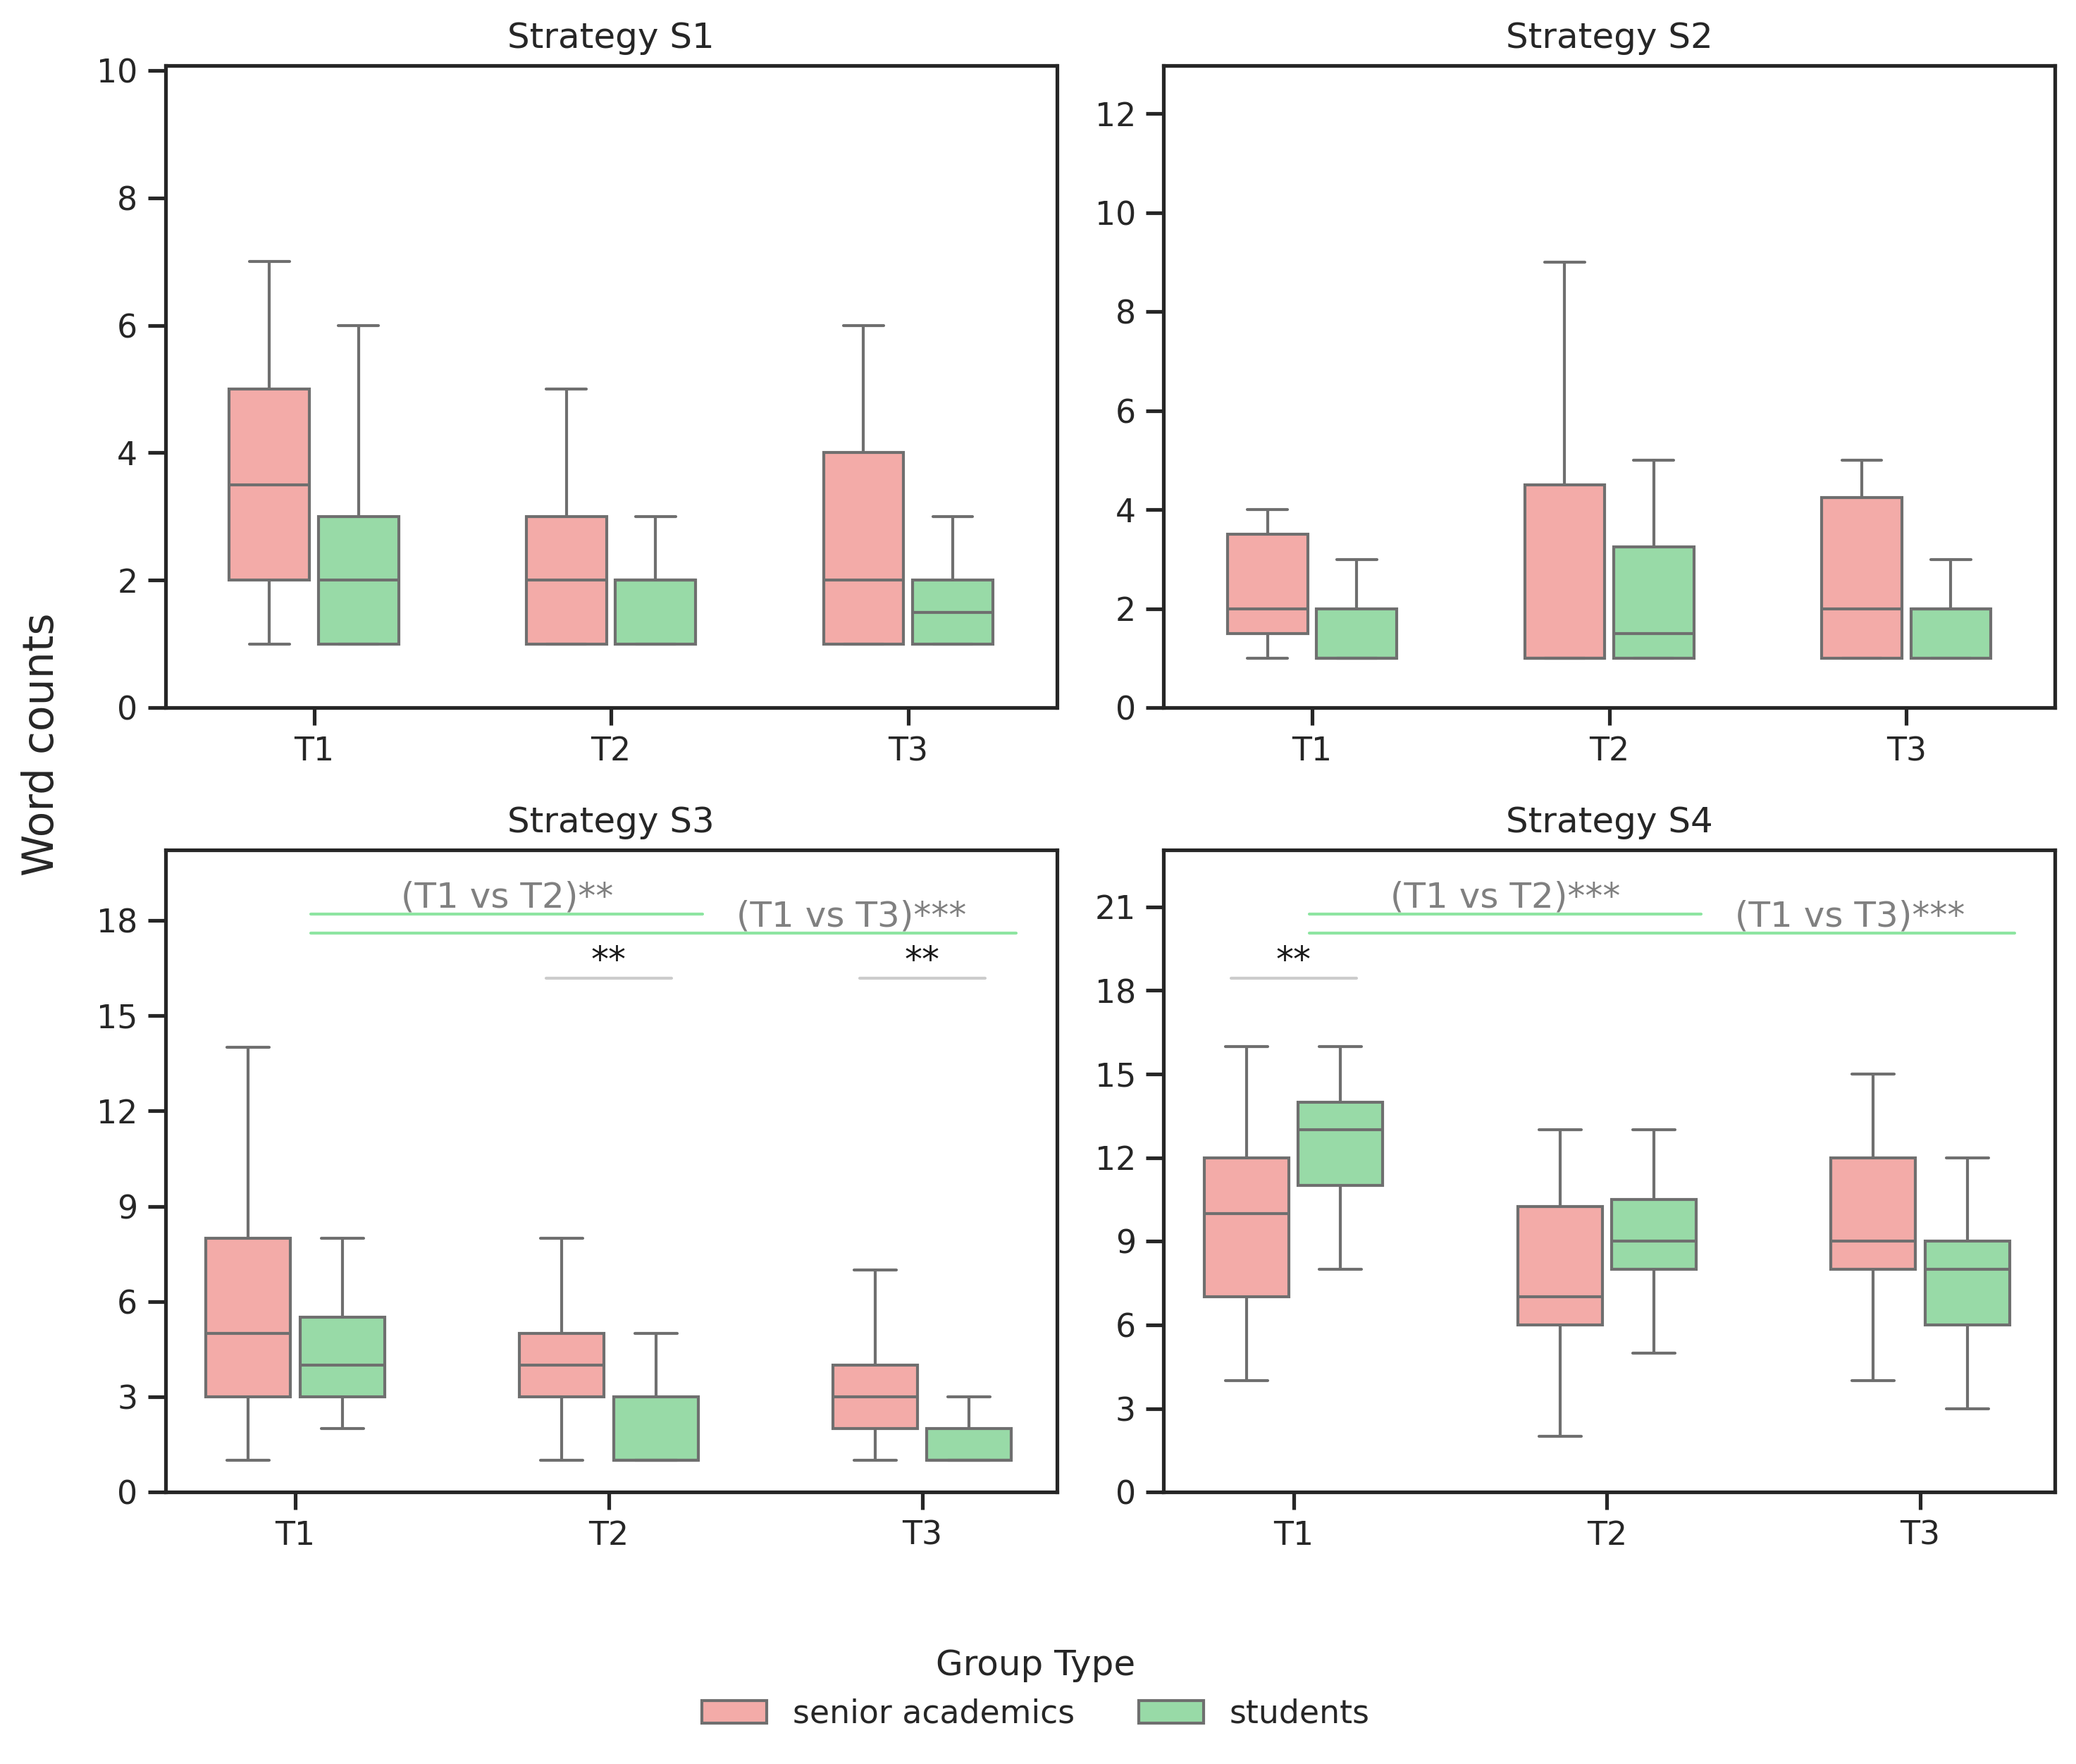 Strategy S1
10
8
6
4
2
0
T1 T2 T3
Strategy S2
12
10
8
6
4
2
0
T1 T2 T3
Word counts
Strategy S3
18
15
12
9
6
3
0
(T1 vs T2)**
(T1 vs T3)***
** **
T1 T2 T3
Strategy S4
21
18
15
12
9
6
3
0
(T1 vs T2)***
(T1 vs T3)***
**
T1 T2 T3
Group Type
senior academics students